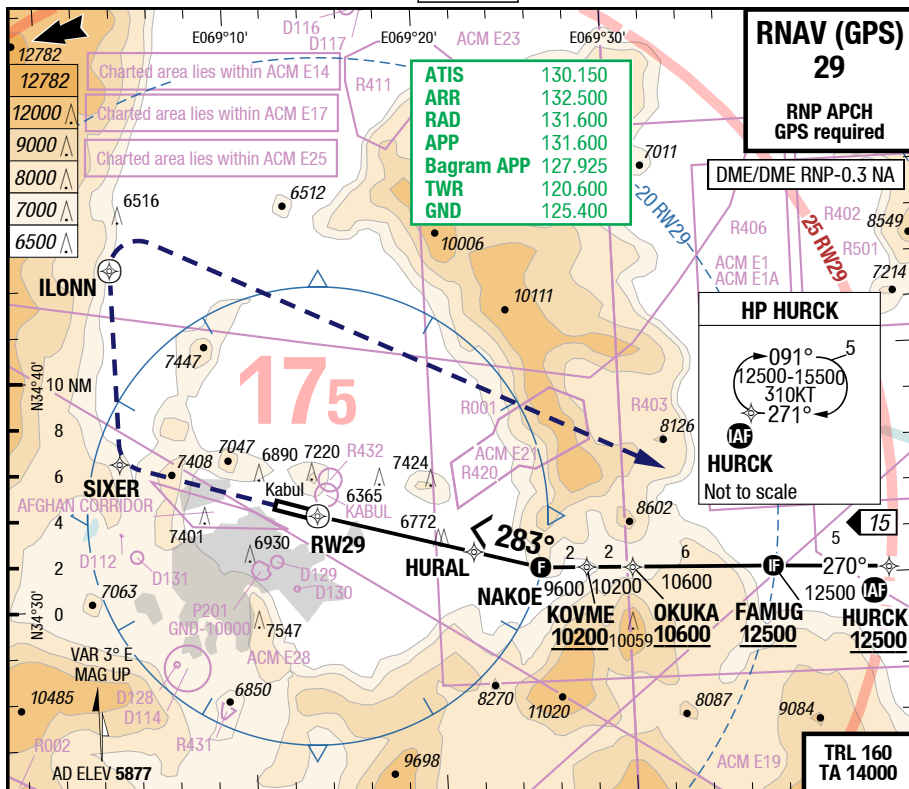 E069°10'
E069°20'
E069°30'
D116
D117
ACM E23
RNAV (GPS)
29
RNP APCH
GPS required
12782
12782
12000
9000
8000
7000
6500
Charted area lies within ACM E14
Charted area lies within ACM E17
Charted area lies within ACM E25
R411
ATIS 130.150
ARR 132.500
RAD 131.600
APP 131.600
Bagram APP 127.925
TWR 120.600
GND 125.400
7011
DME/DME RNP-0.3 NA
6516
6512
10006
20 RW29
25 RW29
R406
R402
8549
R501
ACM E1
ACM E1A
7214
ILONN
10111
HP HURCK
091°
5
12500-15500
310KT
271°
IAF
HURCK
Not to scale
7447
N34°40'
10 NM
8
6
4
2
0
N34°30'
17 5
R001
R403
8126
ACM E21
R420
7408
7047
6890
7220
R432
7424
SIXER
Kabul
6365
KABUL
AFGHAN CORRIDOR
7401
RW29
6772
8602
283°
15
6930
HURAL
D112
D131
D129
D130
F
NAKOE
2
2
6
5
9600
10200
10600
12500
270°
IF
IAF
KOVME
10200
OKUKA
10600
FAMUG
12500
HURCK
12500
7063
P201
GND-10000
7547
10059
ACM E28
VAR 3° E
MAG UP
D128
D114
6850
R431
10485
R002
8270
11020
8087
9084
9698
ACM E19
AD ELEV 5877
TRL 160
TA 14000